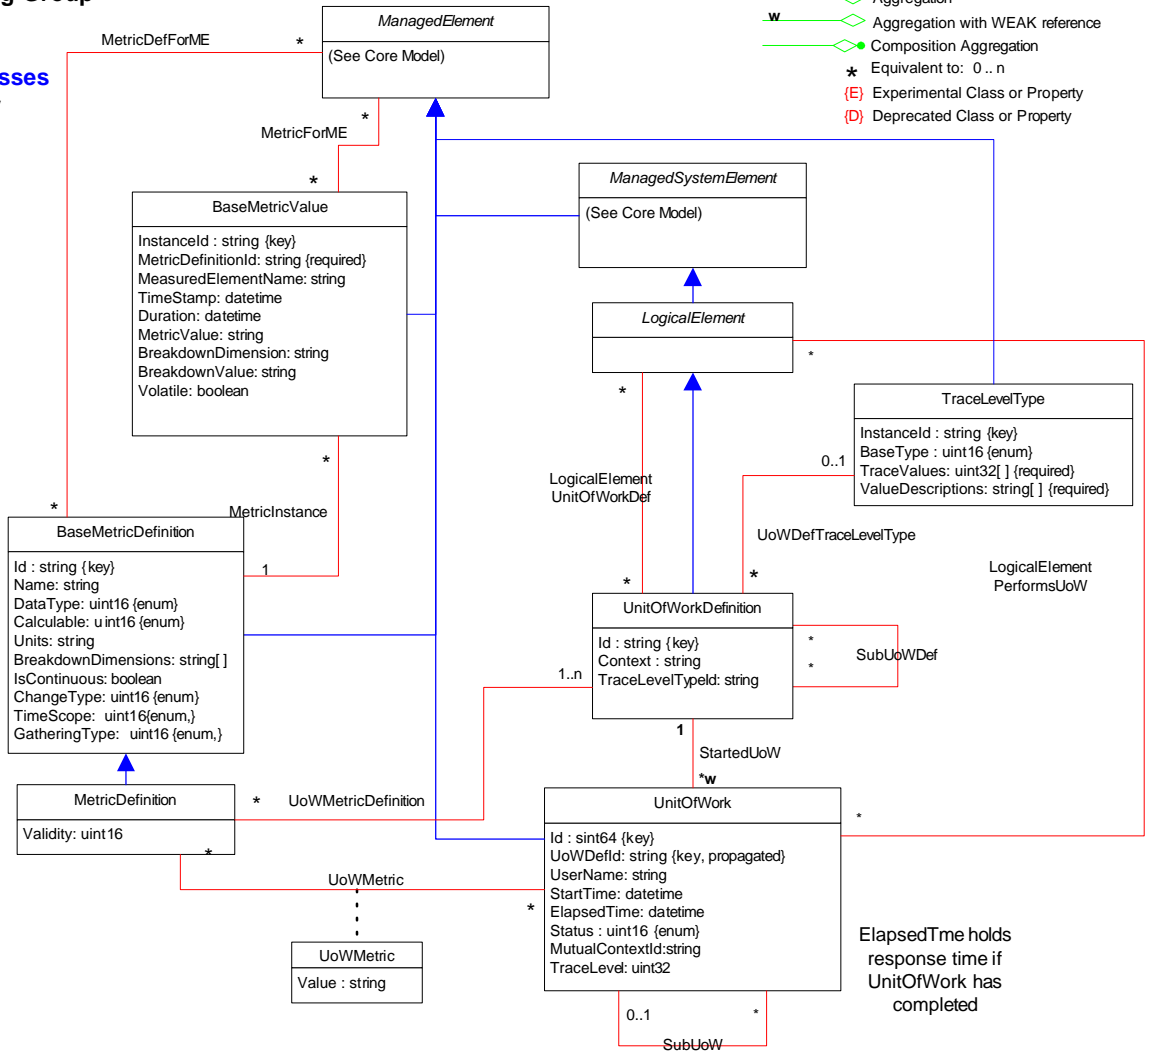 g Group
sses
Aggregation
w
Aggregation with WEAK reference
Composition Aggregation
* Equivalent to: 0 .. n
{E} Experimental Class or Property
{D} Deprecated Class or Property
ManagedElement
(See Core Model)
MetricDefForME
*
*
MetricForME
*
ManagedSystemElement
(See Core Model)
BaseMetricValue
InstanceId : string {key}
MetricDefinitionId: string {required}
MeasuredElementName: string
TimeStamp: datetime
Duration: datetime
MetricValue: string
BreakdownDimension: string
BreakdownValue: string
Volatile: boolean
LogicalElement
*
*
TraceLevelType
InstanceId : string {key}
BaseType : uint16 {enum}
TraceValues: uint32[ ] {required}
ValueDescriptions: string[ ] {required}
0..1
*
LogicalElement
UnitOfWorkDef
*
MetricInstance
1
UoWDefTraceLevelType
*
*
LogicalElement
PerformsUoW
BaseMetricDefinition
Id : string {key}
Name: string
DataType: uint16 {enum}
Calculable: uint16 {enum}
Units: string
BreakdownDimensions: string[ ]
IsContinuous: boolean
ChangeType: uint16 {enum}
TimeScope: uint16{enum,}
GatheringType: uint16 {enum,}
UnitOfWorkDefinition
Id : string {key}
Context : string
TraceLevelTypeId: string
*
*
SubUoWDef
1..n
1
StartedUoW
*w
MetricDefinition
Validity: uint16
*
*
UoWMetricDefinition
UnitOfWork
Id : sint64 {key}
UoWDefId: string {key, propagated}
UserName: string
StartTime: datetime
ElapsedTime: datetime
Status : uint16 {enum}
MutualContextId:string
TraceLevel: uint32
*
UoWMetric
*
UoWMetric
Value : string
ElapsedTme holds
response time if
UnitOfWork has
completed
0..1
*
SubUoW